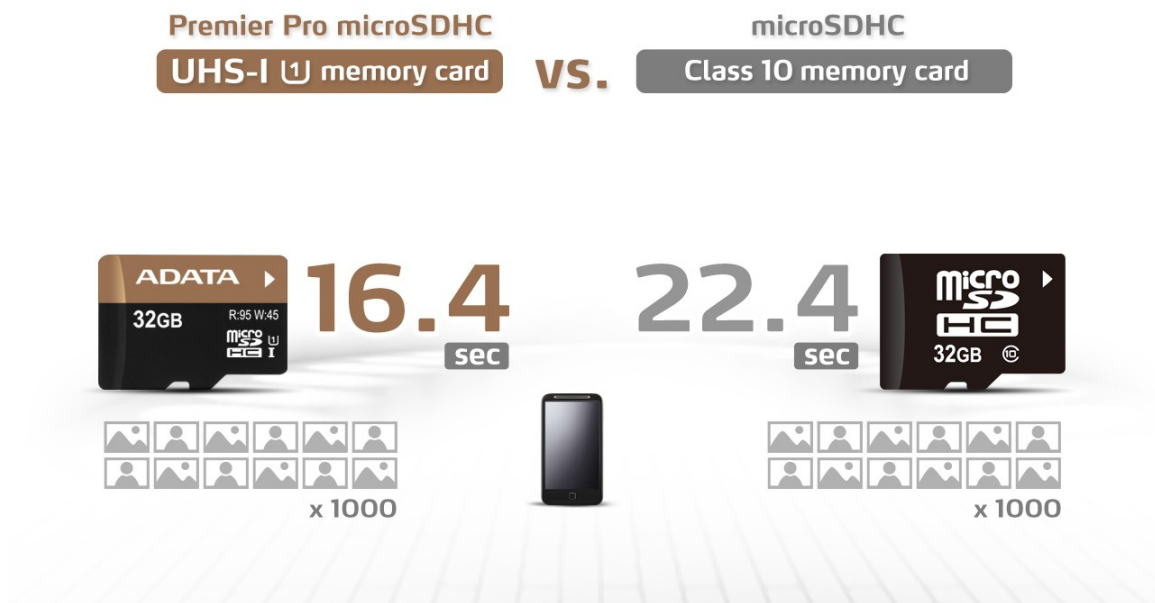 Premier Pro microSDHC
UHS-I 1 memory card
vs.
microSDHC
Class 10 memory card
ADATA
32GB
R:95 W:45
micro
SD
HC I
1
16.4
sec
22.4
sec
micro
SD
HC
32GB 10
x 1000
x 1000